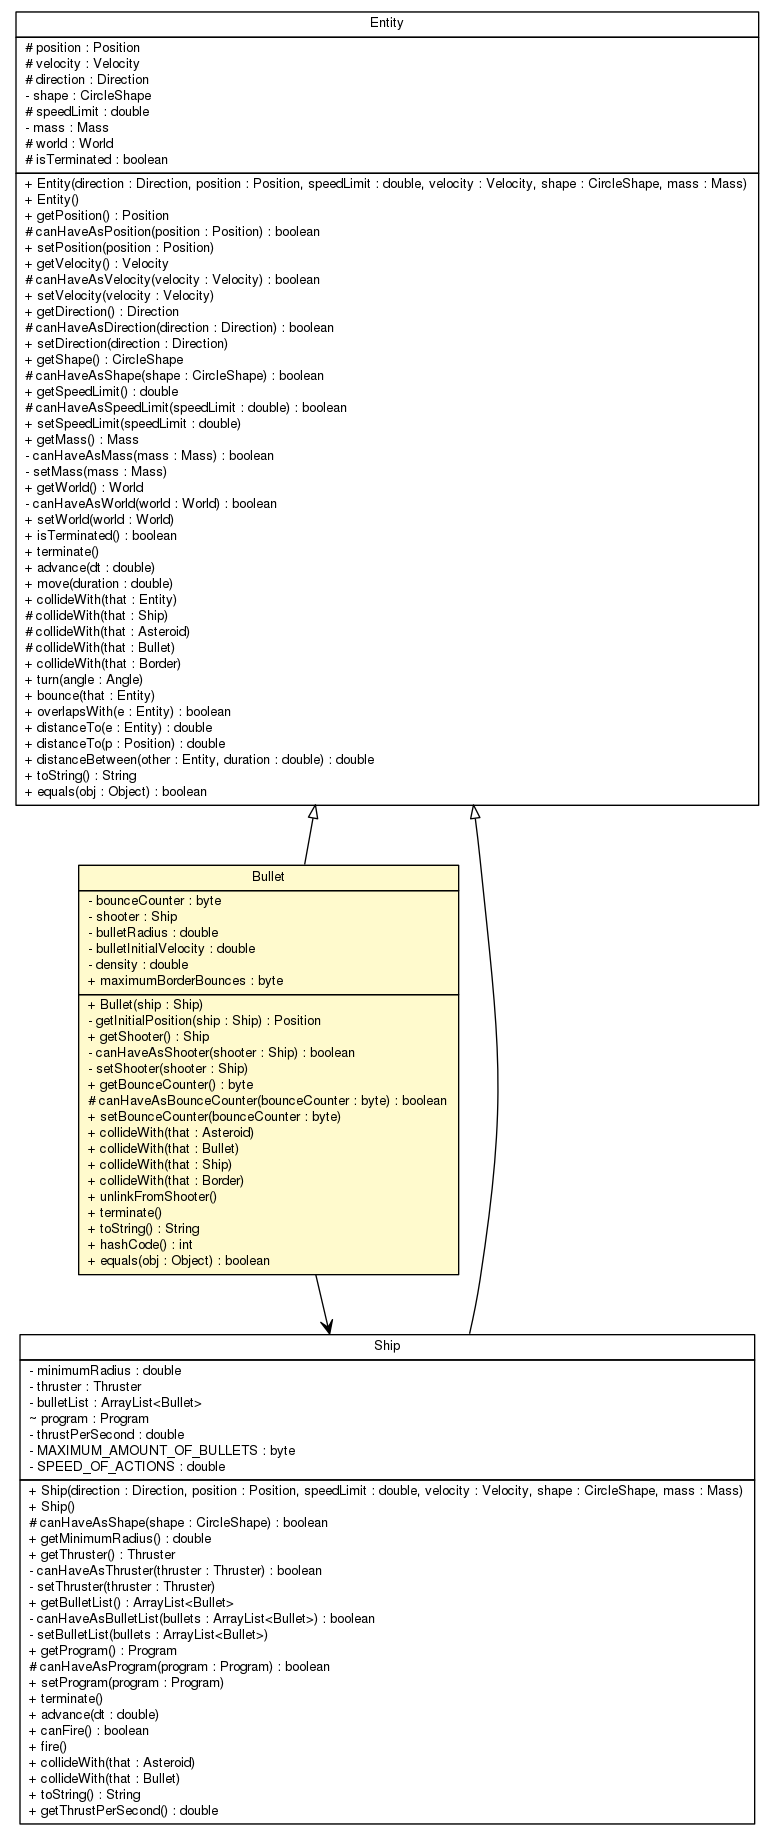 Entity
# position : Position
# velocity : Velocity
# direction : Direction
- shape : CircleShape
# speedLimit : double
- mass : Mass
# world : World
# isTerminated : boolean
+ Entity(direction : Direction, position : Position, speedLimit : double, velocity : Velocity, shape : CircleShape, mass : Mass)
+ Entity()
+ getPosition() : Position
# canHaveAsPosition(position : Position) : boolean
+ setPosition(position : Position)
+ getVelocity() : Velocity
# canHaveAsVelocity(velocity : Velocity) : boolean
+ setVelocity(velocity : Velocity)
+ getDirection() : Direction
# canHaveAsDirection(direction : Direction) : boolean
+ setDirection(direction : Direction)
+ getShape() : CircleShape
# canHaveAsShape(shape : CircleShape) : boolean
+ getSpeedLimit() : double
# canHaveAsSpeedLimit(speedLimit : double) : boolean
+ setSpeedLimit(speedLimit : double)
+ getMass() : Mass
- canHaveAsMass(mass : Mass) : boolean
- setMass(mass : Mass)
+ getWorld() : World
- canHaveAsWorld(world : World) : boolean
+ setWorld(world : World)
+ isTerminated() : boolean
+ terminate()
+ advance(dt : double)
+ move(duration : double)
+ collideWith(that : Entity)
# collideWith(that : Ship)
# collideWith(that : Asteroid)
# collideWith(that : Bullet)
+ collideWith(that : Border)
+ turn(angle : Angle)
+ bounce(that : Entity)
+ overlapsWith(e : Entity) : boolean
+ distanceTo(e : Entity) : double
+ distanceTo(p : Position) : double
+ distanceBetween(other : Entity, duration : double) : double
+ toString() : String
+ equals(obj : Object) : boolean
Bullet
- bounceCounter : byte
- shooter : Ship
- bulletRadius : double
- bulletInitialVelocity : double
- density : double
+ maximumBorderBounces : byte
+ Bullet(ship : Ship)
- getInitialPosition(ship : Ship) : Position
+ getShooter() : Ship
- canHaveAsShooter(shooter : Ship) : boolean
- setShooter(shooter : Ship)
+ getBounceCounter() : byte
# canHaveAsBounceCounter(bounceCounter : byte) : boolean
+ setBounceCounter(bounceCounter : byte)
+ collideWith(that : Asteroid)
+ collideWith(that : Bullet)
+ collideWith(that : Ship)
+ collideWith(that : Border)
+ unlinkFromShooter()
+ terminate()
+ toString() : String
+ hashCode() : int
+ equals(obj : Object) : boolean
Ship
- minimumRadius : double
- thruster : Thruster
- bulletList : ArrayList<Bullet>
~ program : Program
- thrustPerSecond : double
- MAXIMUM_AMOUNT_OF_BULLETS : byte
- SPEED_OF_ACTIONS : double
+ Ship(direction : Direction, position : Position, speedLimit : double, velocity : Velocity, shape : CircleShape, mass : Mass)
+ Ship()
# canHaveAsShape(shape : CircleShape) : boolean
+ getMinimumRadius() : double
+ getThruster() : Thruster
- canHaveAsThruster(thruster : Thruster) : boolean
- setThruster(thruster : Thruster)
+ getBulletList() : ArrayList<Bullet>
- canHaveAsBulletList(bullets : ArrayList<Bullet>) : boolean
- setBulletList(bullets : ArrayList<Bullet>)
+ getProgram() : Program
# canHaveAsProgram(program : Program) : boolean
+ setProgram(program : Program)
+ terminate()
+ advance(dt : double)
+ canFire() : boolean
+ fire()
+ collideWith(that : Asteroid)
+ collideWith(that : Bullet)
+ toString() : String
+ getThrustPerSecond() : double